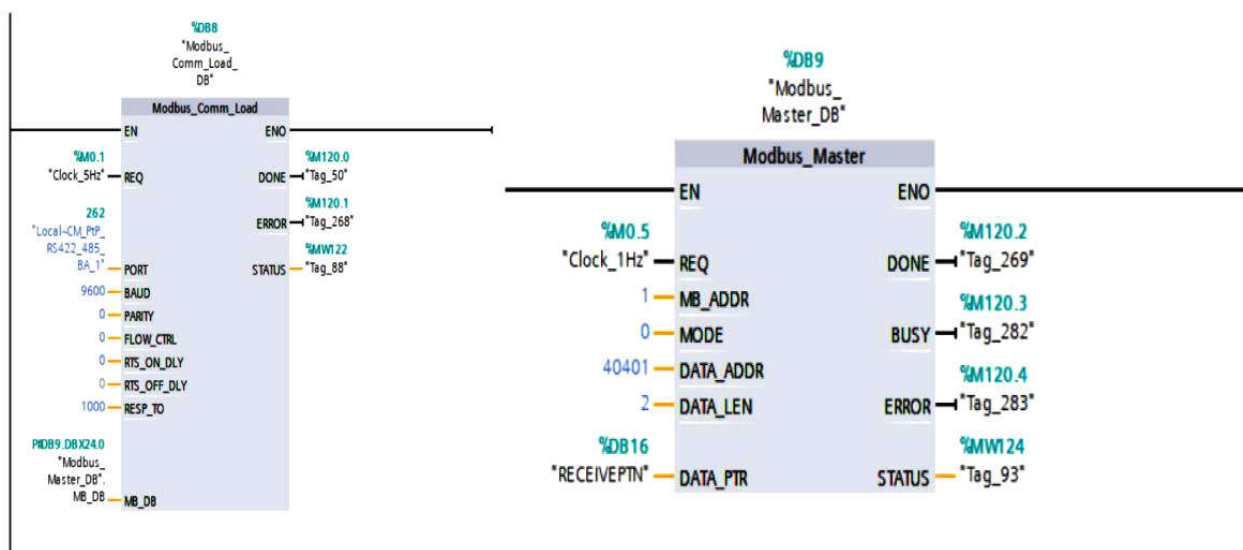 %DB8
"Modbus_
Comm_Load_
DB"
Modbus_Comm_Load
EN ENO
%M0.1
"Clock_5Hz" REQ
%M120.0
DONE "Tag_50"
%M120.1
ERROR "Tag_268"
262
"Local~CM_PtP_
RS422_485_
BA_1" PORT
%MW122
STATUS "Tag_88"
9600 BAUD
0 PARITY
0 FLOW_CTRL
0 RTS_ON_DLY
0 RTS_OFF_DLY
1000 RESP_TO
P#DB9.DBX24.0
"Modbus_
Master_DB".
MB_DB MB_DB
%DB9
"Modbus_
Master_DB"
Modbus_Master
EN ENO
%M0.5
"Clock_1Hz" REQ
%M120.2
DONE "Tag_269"
1 MB_ADDR
%M120.3
0 MODE BUSY "Tag_282"
40401 DATA_ADDR
%M120.4
2 DATA_LEN ERROR "Tag_283"
%DB16
"RECEIVEPTN" DATA_PTR
%MW124
STATUS "Tag_93"